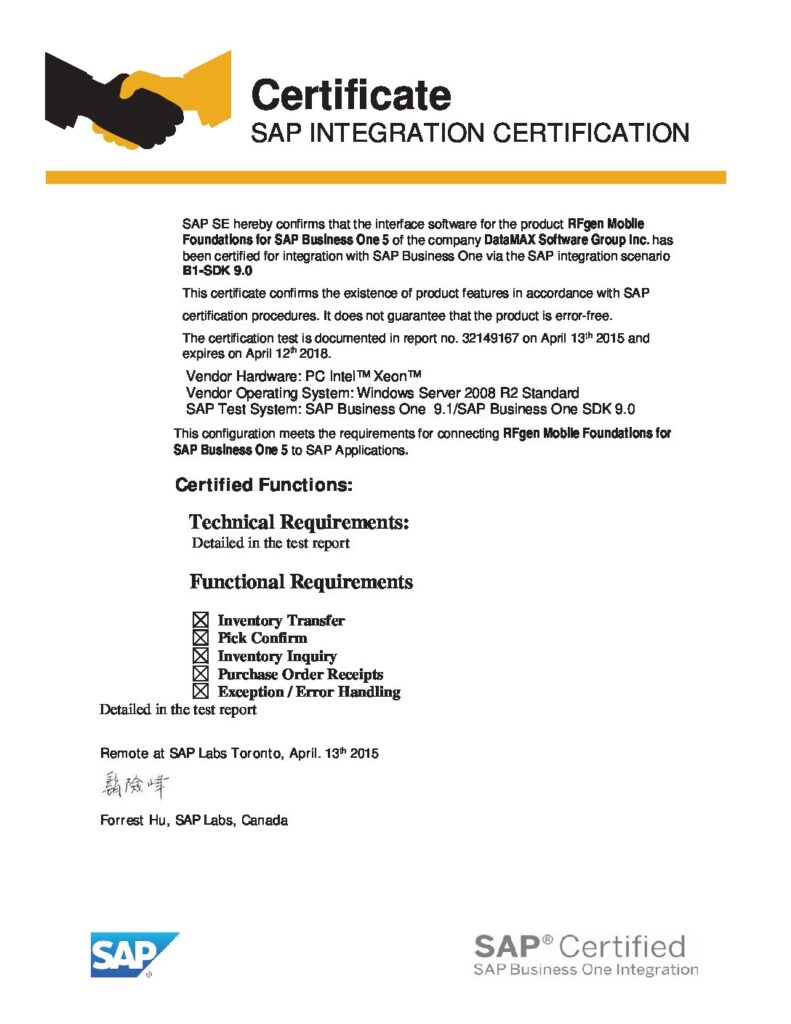 Certificate
SAP INTEGRATION CERTIFICATION
SAP SE hereby confirms that the interface software for the product RFgen Mobile
Foundations for SAP Business One 5 of the company DataMAX Software Group Inc. has
been certified for integration with SAP Business One via the SAP integration scenario
B1-SDK 9.0
This certificate confirms the existence of product features in accordance with SAP
certification procedures. It does not guarantee that the product is error-free.
The certification test is documented in report no. 32149167 on April 13th 2015 and
expires on April 12th 2018.
Vendor Hardware: PC Intel™ Xeon™
Vendor Operating System: Windows Server 2008 R2 Standard
SAP Test System: SAP Business One 9.1/SAP Business One SDK 9.0
This configuration meets the requirements for connecting RFgen Mobile Foundations for
SAP Business One 5 to SAP Applications.
Certified Functions:
Technical Requirements:
Detailed in the test report
Functional Requirements
☒ Inventory Transfer
☒ Pick Confirm
☒ Inventory Inquiry
☒ Purchase Order Receipts
☒ Exception / Error Handling
Detailed in the test report
Remote at SAP Labs Toronto, April. 13th 2015
Forrest Hu, SAP Labs, Canada
SAP®
SAP® Certified
SAP Business One Integration